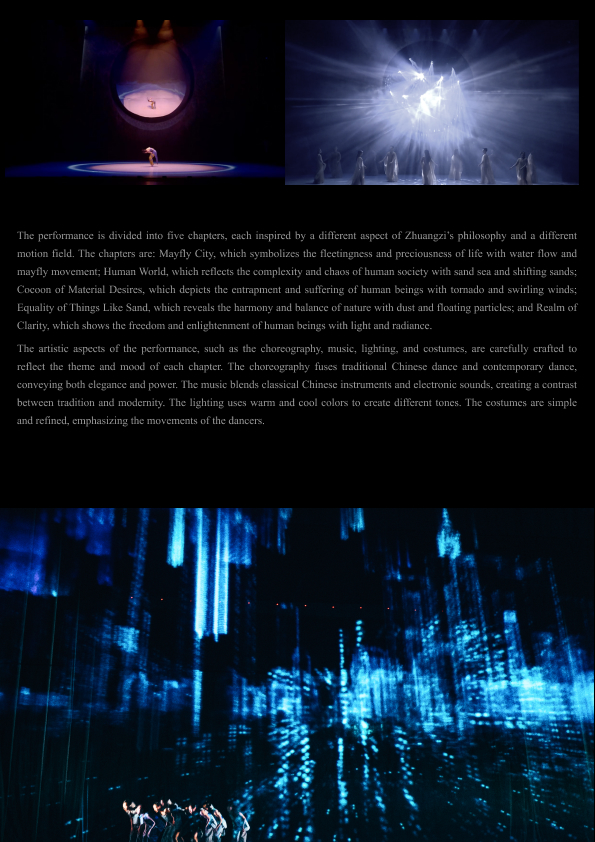 The performance is divided into five chapters, each inspired by a different aspect of Zhuangzi’s philosophy and a different
motion field. The chapters are: Mayfly City, which symbolizes the fleetingness and preciousness of life with water flow and
mayfly movement; Human World, which reflects the complexity and chaos of human society with sand sea and shifting sands;
Cocoon of Material Desires, which depicts the entrapment and suffering of human beings with tornado and swirling winds;
Equality of Things Like Sand, which reveals the harmony and balance of nature with dust and floating particles; and Realm of
Clarity, which shows the freedom and enlightenment of human beings with light and radiance.
The artistic aspects of the performance, such as the choreography, music, lighting, and costumes, are carefully crafted to
reflect the theme and mood of each chapter. The choreography fuses traditional Chinese dance and contemporary dance,
conveying both elegance and power. The music blends classical Chinese instruments and electronic sounds, creating a contrast
between tradition and modernity. The lighting uses warm and cool colors to create different tones. The costumes are simple
and refined, emphasizing the movements of the dancers.